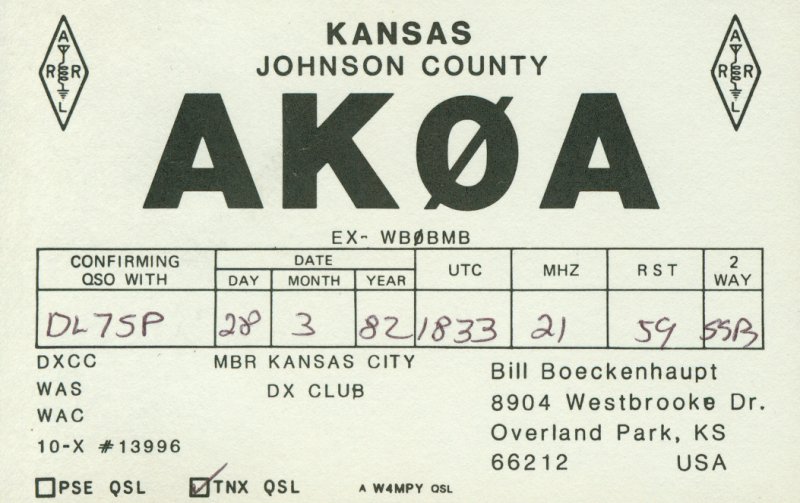 KANSAS
JOHNSON COUNTY
A
R R
L
A
R R
L
AKØA
EX- WBØBMB
CONFIRMING QSO WITH DATE DAY MONTH YEAR UTC MHZ RST 2 WAY
DL7SP 28 3 82 1833 21 59 SSB
DXCC MBR KANSAS CITY
WAS DX CLUB
WAC
10-X #13996
Bill Boeckenhaupt
8904 Westbrooke Dr.
Overland Park, KS
66212 USA
PSE QSL TNX QSL A W4MPY QSL